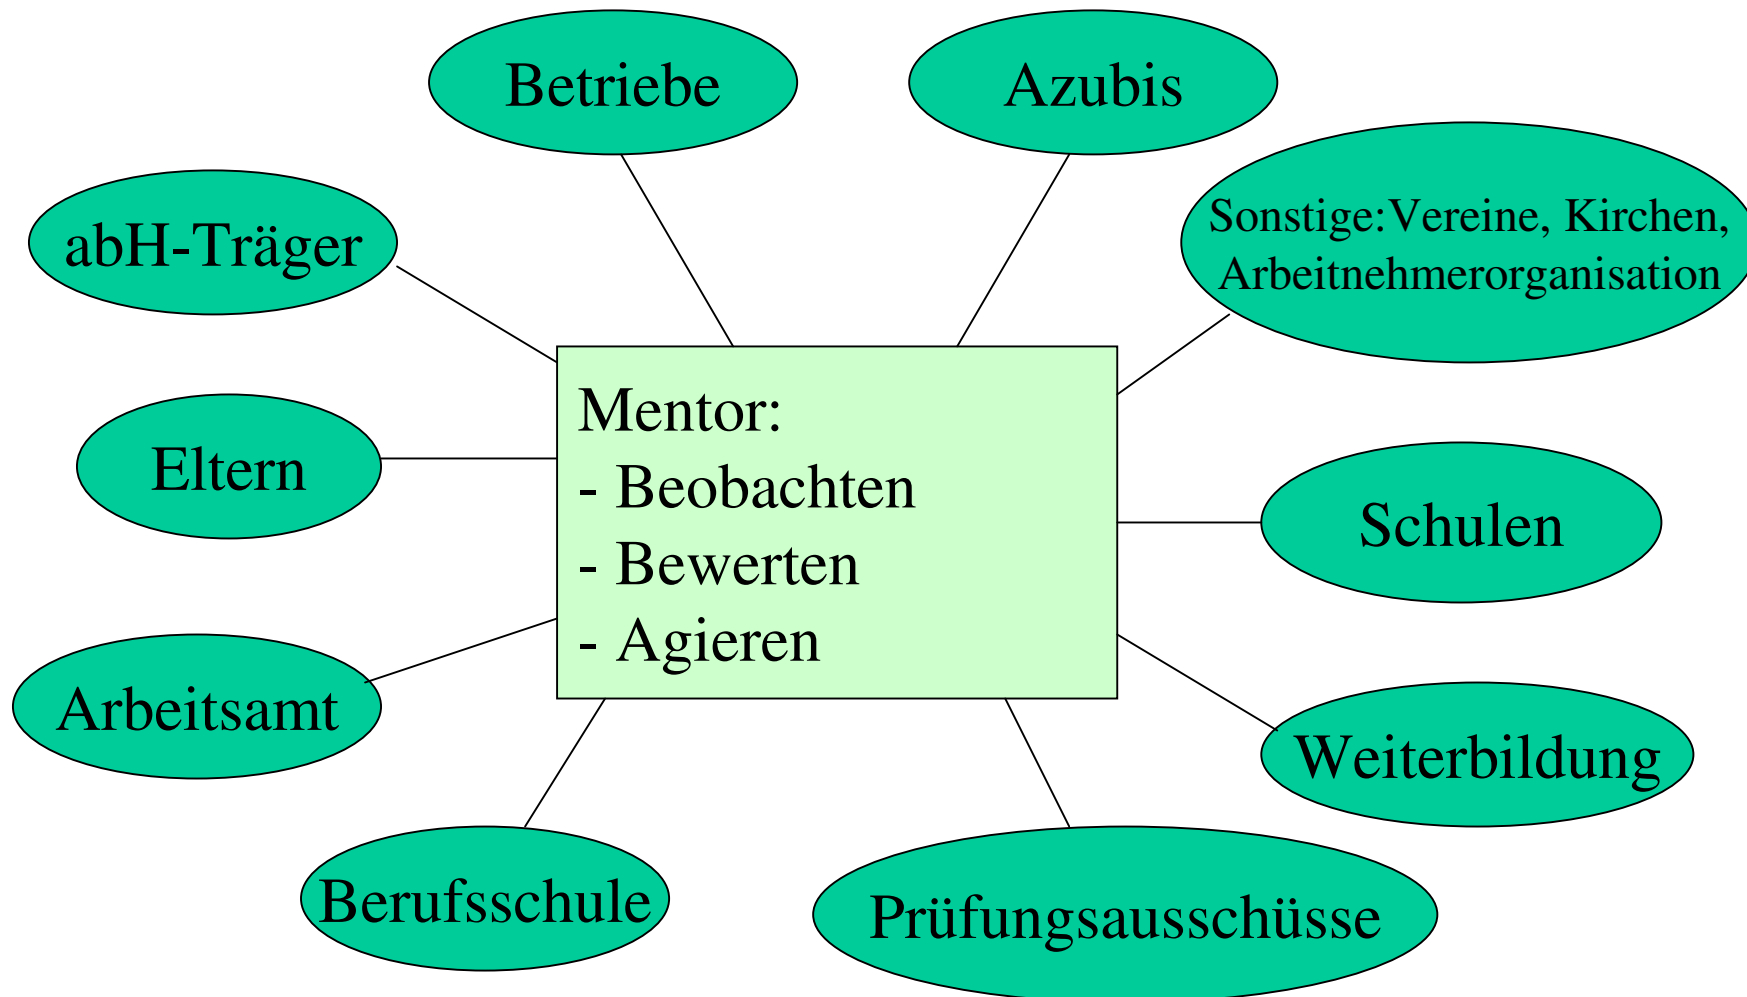 Betriebe
Azubis
abH-Träger
Sonstige:Vereine, Kirchen,
Arbeitnehmerorganisation
Mentor:
- Beobachten
- Bewerten
- Agieren
Eltern
Schulen
Arbeitsamt
Weiterbildung
Berufsschule
Prüfungsausschüsse